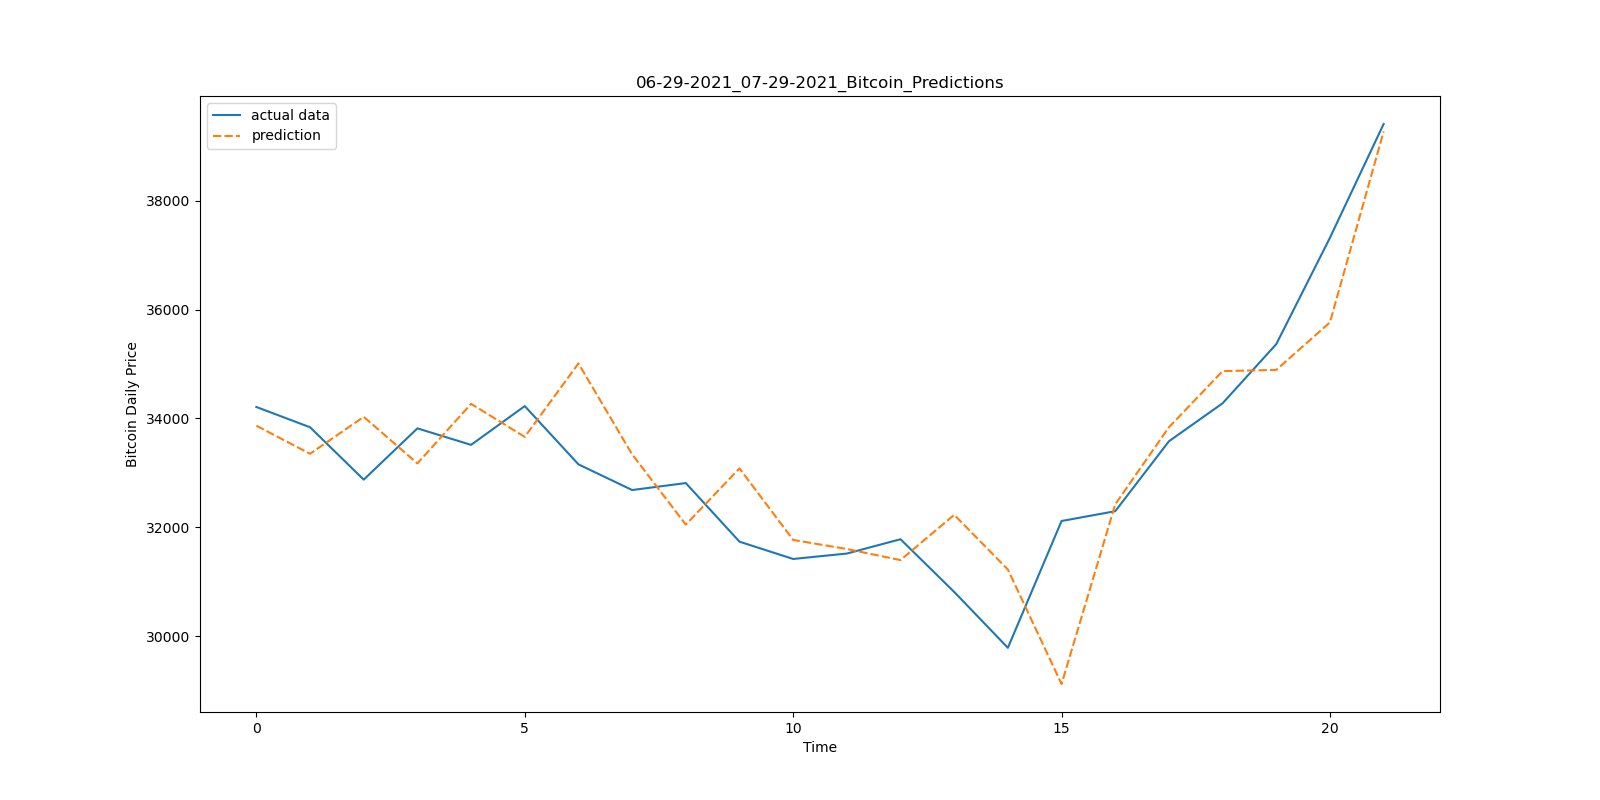 06-29-2021_07-29-2021_Bitcoin_Predictions
actual data
prediction
38000
36000
34000
32000
30000
Bitcoin Daily Price
0 5 10 15 20
Time